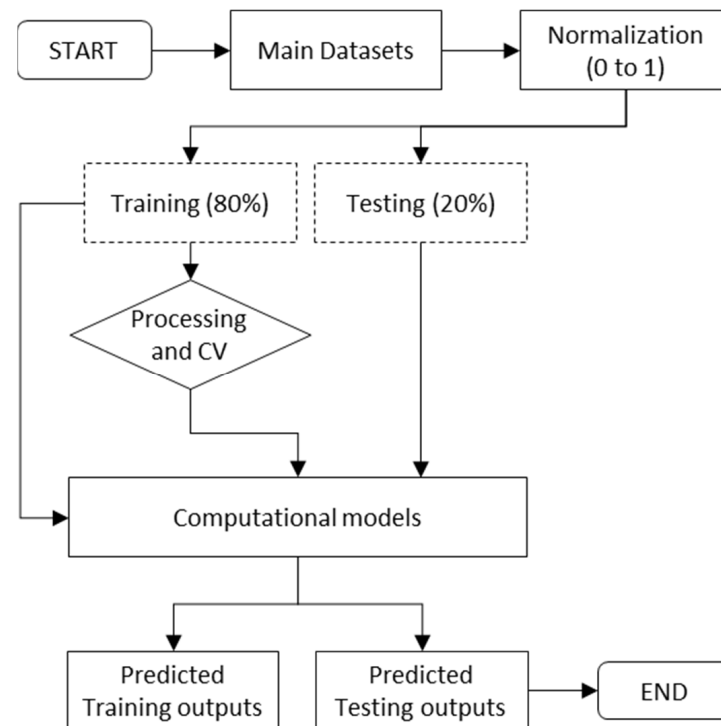 START
Main Datasets
Normalization
(0 to 1)
Training (80%)
Testing (20%)
Processing
and CV
Computational models
Predicted
Training outputs
Predicted
Testing outputs
END